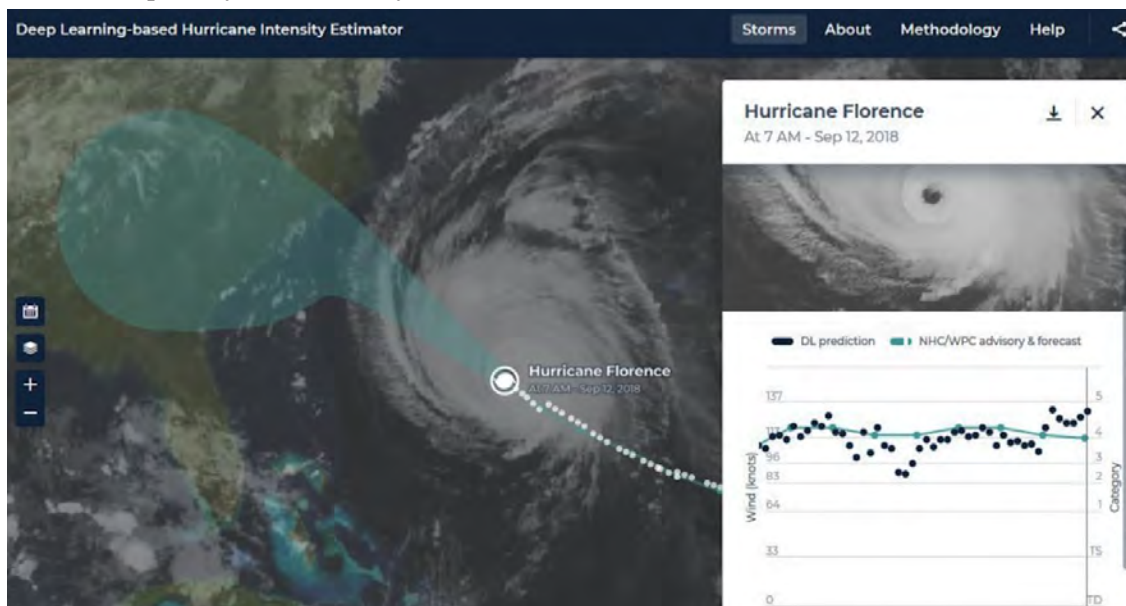 Deep Learning-based Hurricane Intensity Estimator
Storms About Methodology Help
Hurricane Florence
At 7 AM - Sep 12, 2018
Hurricane Florence
At 7 AM - Sep 12, 2018
DL prediction NHC/WPC advisory & forecast
137 5
113 4
96 3
83 2
64 1
33 TS
0 TD
Wind (knots)
Category